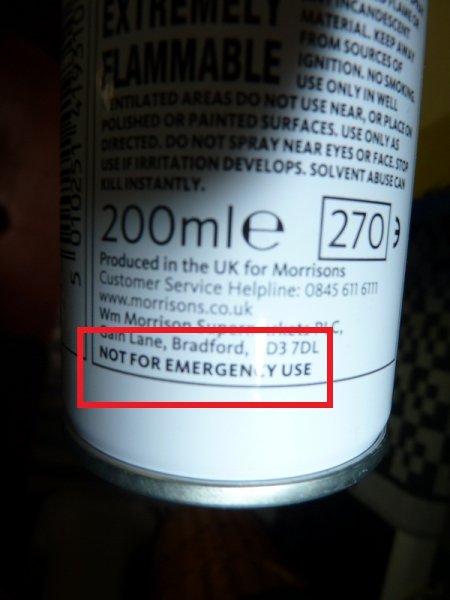 EXTREMELY
FLAMMABLE
INCANDESCENT
MATERIAL. KEEP AWAY
FROM SOURCES OF
IGNITION. NO SMOKING.
USE ONLY IN WELL
VENTILATED AREAS DO NOT USE NEAR, OR PLACE ON
POLISHED OR PAINTED SURFACES. USE ONLY AS
DIRECTED. DO NOT SPRAY NEAR EYES OR FACE. STOP
USE IF IRRITATION DEVELOPS. SOLVENT ABUSE CAN
KILL INSTANTLY.
200ml℮
270
Produced in the UK for Morrisons
Customer Service Helpline: 0845 611 6111
www.morrisons.co.uk
Wm Morrison PLC,
Gain Lane, Bradford, D3 7DL
NOT FOR EMERGENCY USE